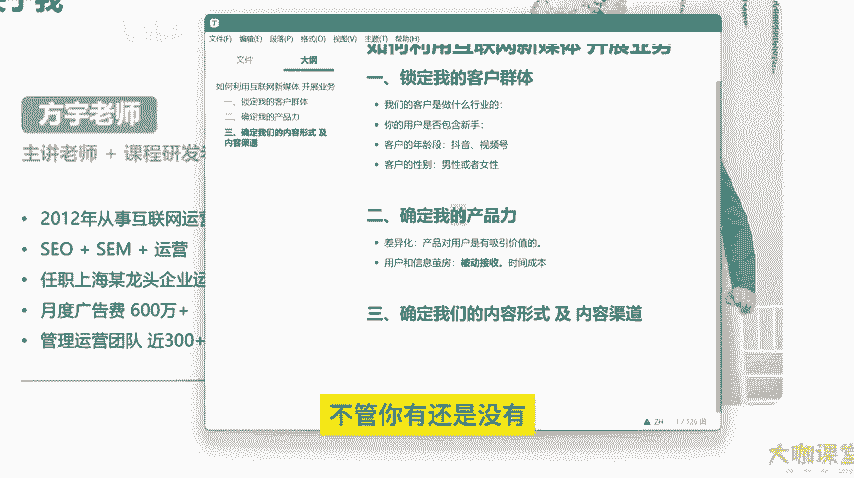 于我
方宇老师
主讲老师 + 课程研发
• 2012年从事互联网运营
• SEO + SEM + 运营
• 任职上海某龙头企业运
• 月度广告费 600万+
• 管理运营团队 近300+
文件(F) 编辑(E) 段落(P) 格式(O) 视图(V) 主题(T) 帮助(H)
文件 大纲
如何利用互联网新媒体 开展业务
一、锁定我的客户群体
二、确定我的产品力
三、确定我们的内容形式 及
内容渠道
如何利用互联网新媒体 开展业务
一、锁定我的客户群体
• 我们的客户是做什么行业的：
• 你的用户是否包含新手：
• 客户的年龄段：抖音、视频号
• 客户的性别：男性或者女性
二、确定我的产品力
• 差异化：产品对用户是有吸引价值的。
• 用户和信息茧房：被动接收。时间成本
三、确定我们的内容形式 及 内容渠道
不管你有还是没有
大咖课堂